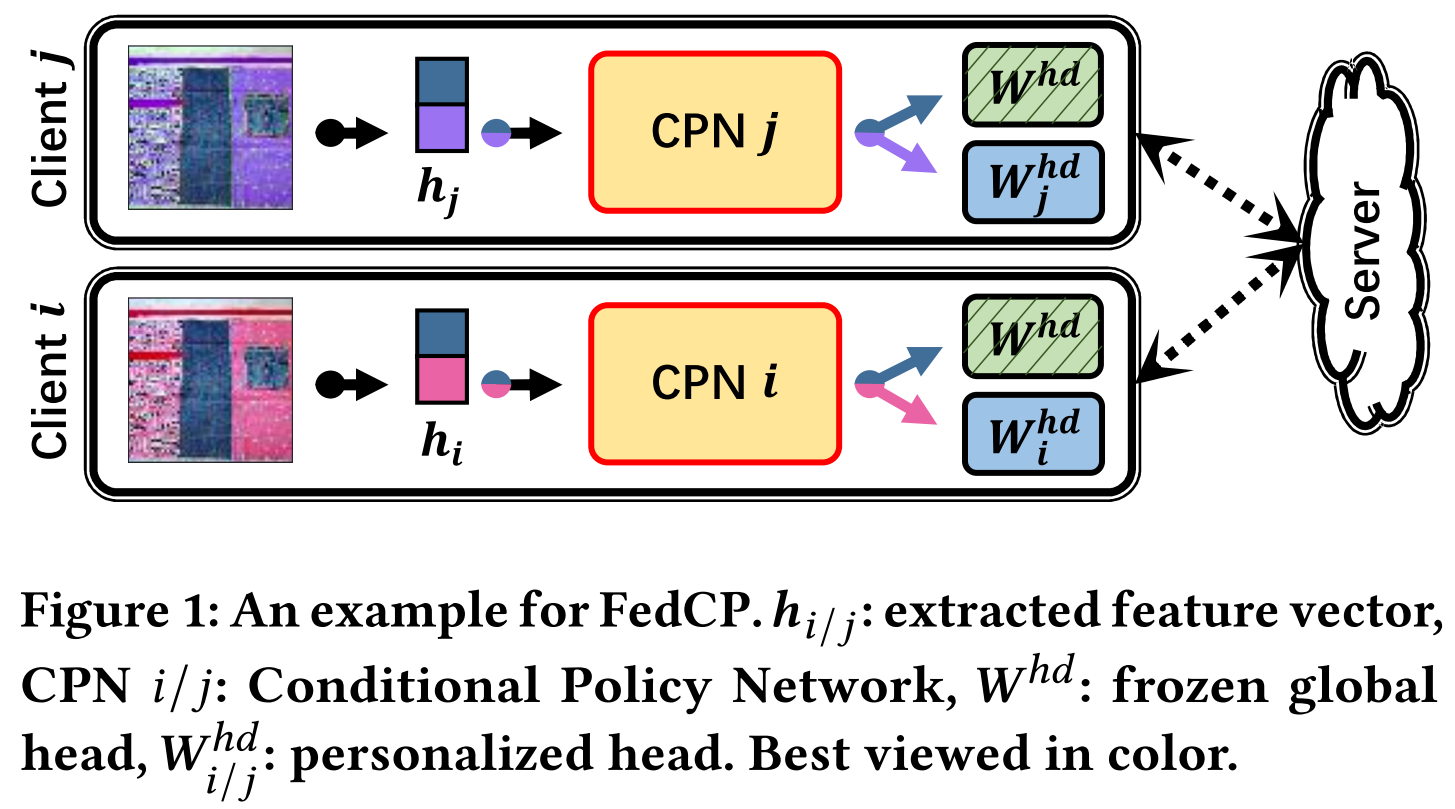 Client j
h_j
CPN j
W^{hd}
W_j^{hd}
Client i
h_i
CPN i
W^{hd}
W_i^{hd}
Server
Figure 1: An example for FedCP. h_{i/j}: extracted feature vector,
CPN i/j: Conditional Policy Network, W^{hd}: frozen global
head, W_{i/j}^{hd}: personalized head. Best viewed in color.